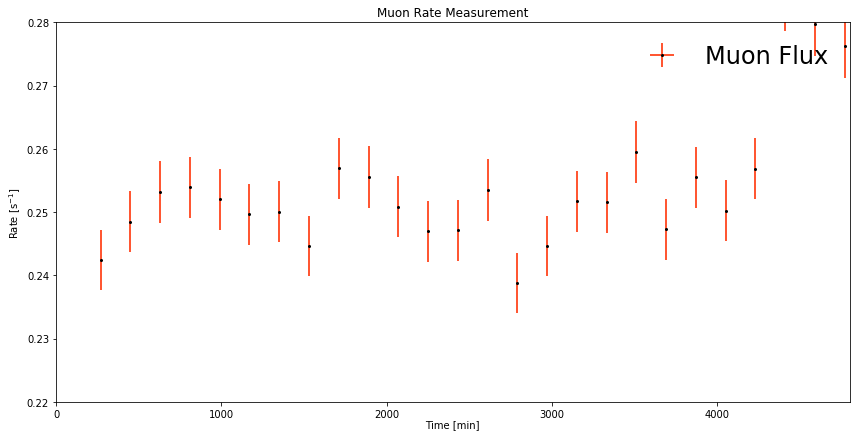 Muon Rate Measurement
0.28
0.27
0.26
0.25
0.24
0.23
0.22
Rate [s⁻¹]
Muon Flux
0 1000 2000 3000 4000
Time [min]